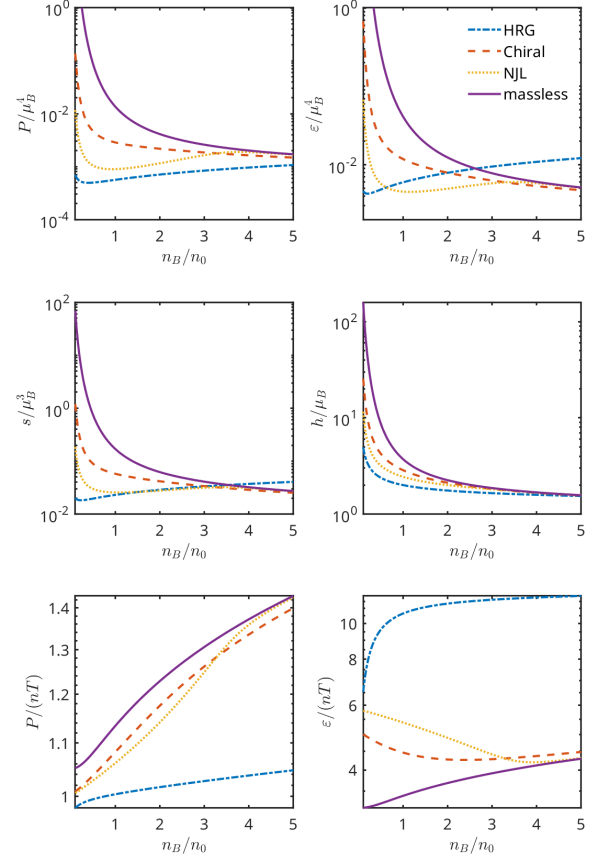 10^0
10^-2
10^-4
P/μ_B^4
1 2 3 4 5
n_B/n_0
10^0
10^-2
ε/μ_B^4
HRG
Chiral
NJL
massless
1 2 3 4 5
n_B/n_0
10^2
10^0
10^-2
s/μ_B^3
1 2 3 4 5
n_B/n_0
10^2
10^1
10^0
h/μ_B
1 2 3 4 5
n_B/n_0
1.4
1.3
1.2
1.1
1
P/(nT)
1 2 3 4 5
n_B/n_0
10
8
6
4
ε/(nT)
1 2 3 4 5
n_B/n_0